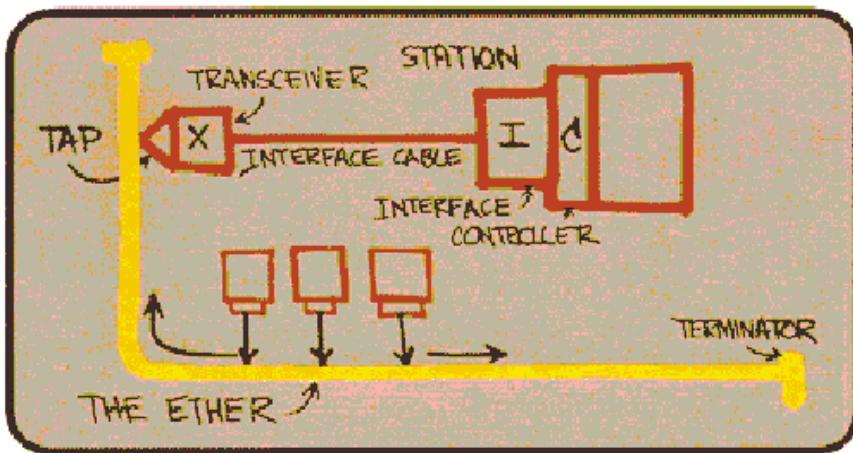 STATION
TRANSCEIVER
TAP
X
I
C
INTERFACE CABLE
INTERFACE
CONTROLLER
TERMINATOR
THE ETHER